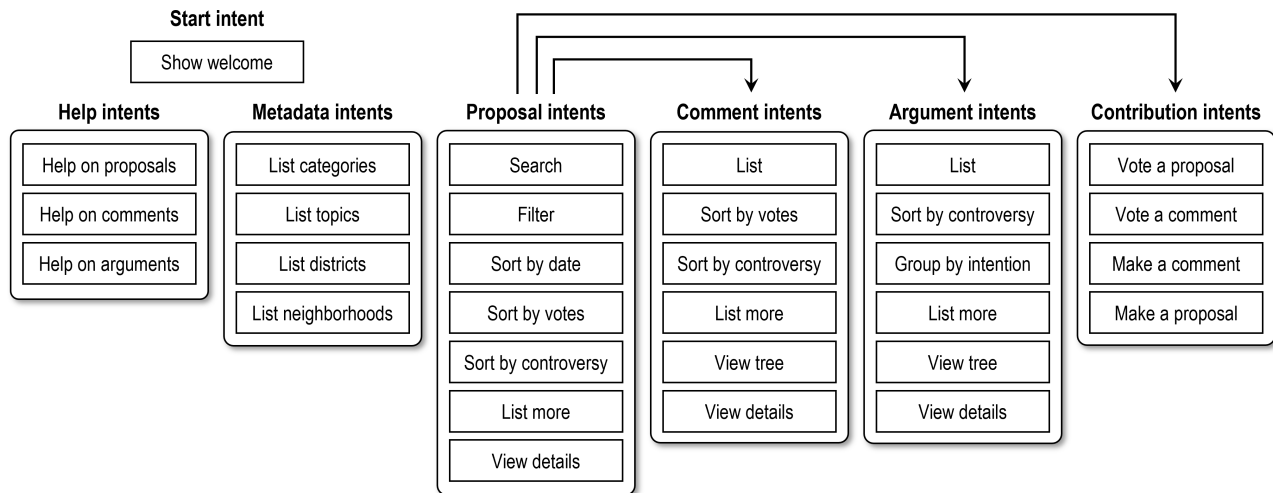 Start intent
Show welcome
Help intents
Help on proposals
Help on comments
Help on arguments
Metadata intents
List categories
List topics
List districts
List neighborhoods
Proposal intents
Search
Filter
Sort by date
Sort by votes
Sort by controversy
List more
View details
Comment intents
List
Sort by votes
Sort by controversy
List more
View tree
View details
Argument intents
List
Sort by controversy
Group by intention
List more
View tree
View details
Contribution intents
Vote a proposal
Vote a comment
Make a comment
Make a proposal